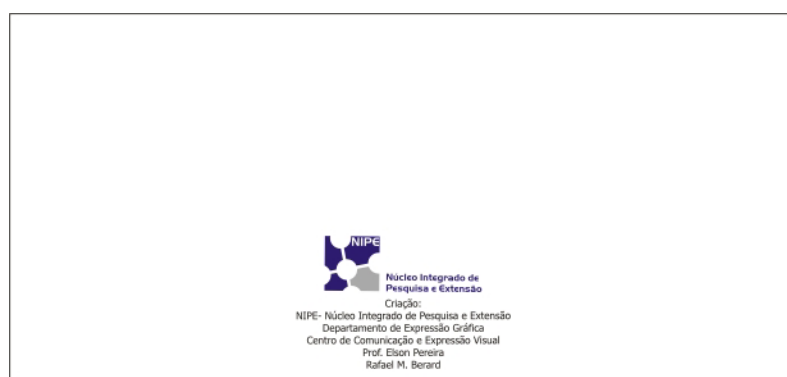 NIPE
Núcleo Integrado de
Pesquisa e Extensão
Criação:
NIPE- Núcleo Integrado de Pesquisa e Extensão
Departamento de Expressão Gráfica
Centro de Comunicação e Expressão Visual
Prof. Elson Pereira
Rafael M. Berard